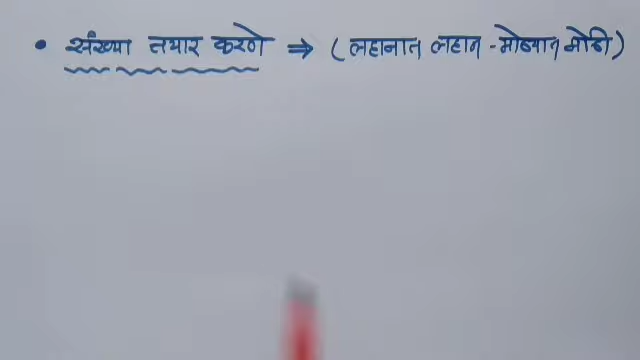 • संख्या तयार करणे ⇒ (लहानात लहान - मोठ्यात मोठी)